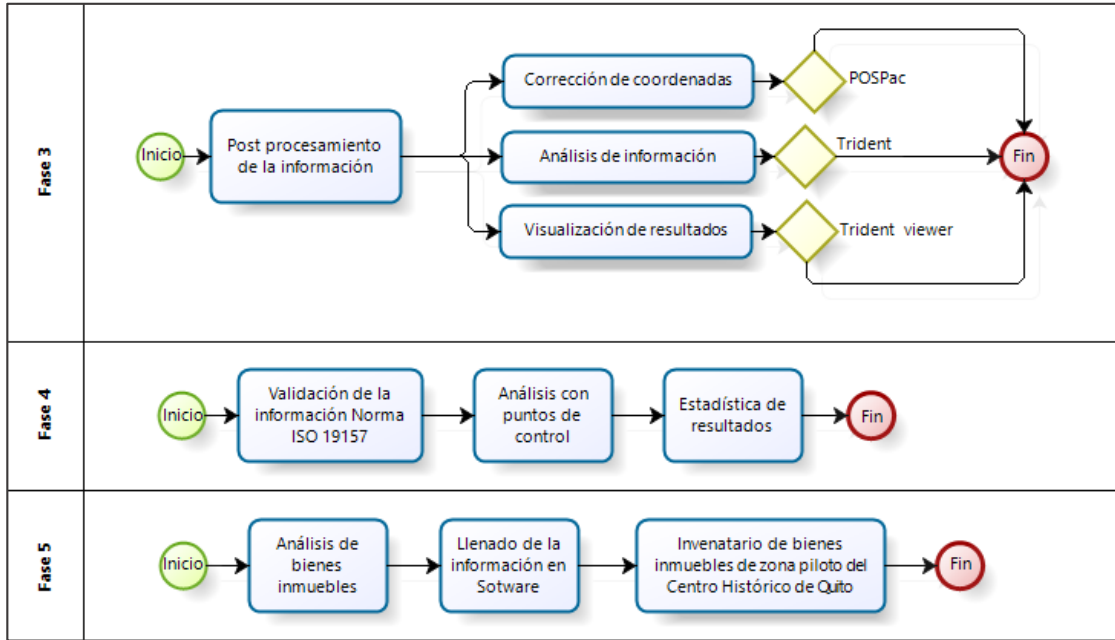 Fase 3
Inicio
Post procesamiento
de la información
Corrección de coordenadas
POSPac
Análisis de información
Trident
Visualización de resultados
Trident viewer
Fin
Fase 4
Inicio
Validación de la
información Norma
ISO 19157
Análisis con
puntos de
control
Estadística de
resultados
Fin
Fase 5
Inicio
Análisis de
bienes
inmuebles
Llenado de la
información en
Sotware
Invenatario de bienes
inmuebles de zona piloto del
Centro Histórico de Quito
Fin